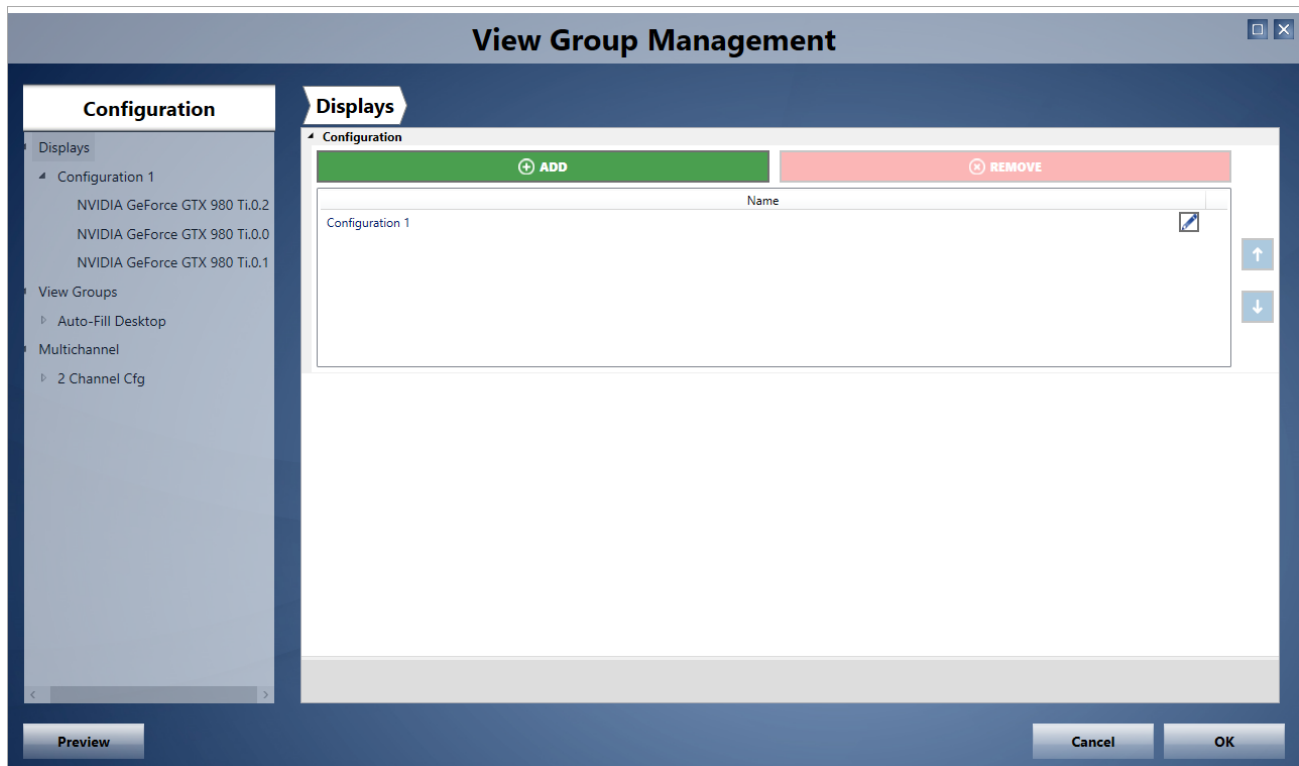 View Group Management
Configuration
Displays
Configuration 1
NVIDIA GeForce GTX 980 Ti.0.2
NVIDIA GeForce GTX 980 Ti.0.0
NVIDIA GeForce GTX 980 Ti.0.1
View Groups
Auto-Fill Desktop
Multichannel
2 Channel Cfg
Displays
Configuration
ADD REMOVE
Name
Configuration 1
Preview Cancel OK